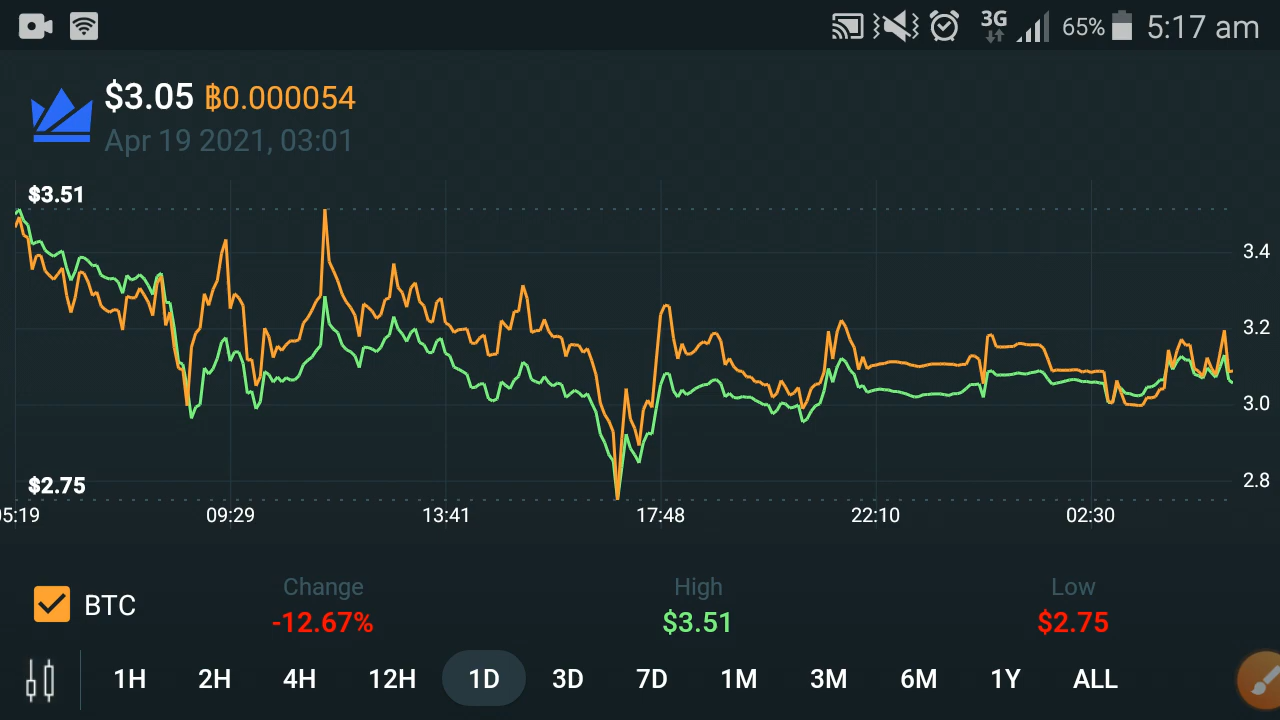 3G 65% 5:17 am
$3.05 ฿0.000054
Apr 19 2021, 03:01
$3.51
3.4
3.2
3.0
2.8
$2.75
05:19 09:29 13:41 17:48 22:10 02:30
BTC
Change High Low
-12.67% $3.51 $2.75
1H 2H 4H 12H 1D 3D 7D 1M 3M 6M 1Y ALL